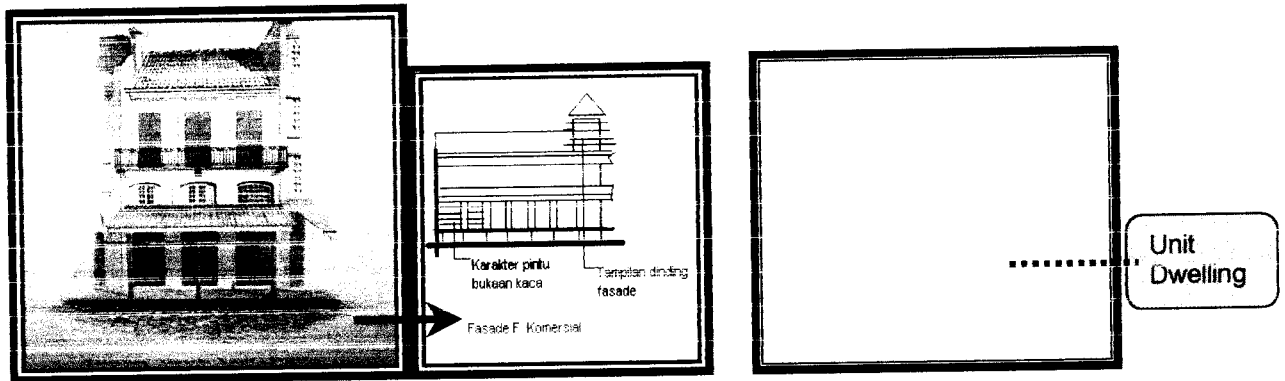 Karakter pintu
bukaan kaca
Tampilan dinding
fasade
Fasade F. Komersial
Unit
Dwelling